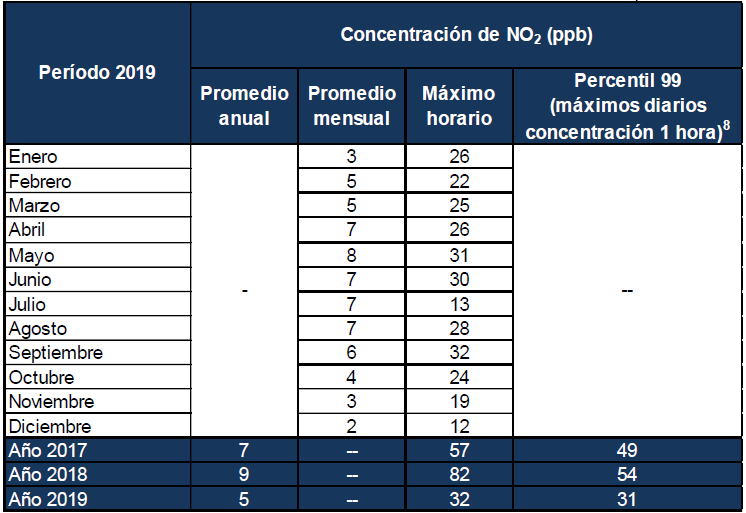 Período 2019 Concentración de NO2 (ppb)
Promedio anual Promedio mensual Máximo horario Percentil 99 (máximos diarios concentración 1 hora)8
Enero 3 26
Febrero 5 22
Marzo 5 25
Abril 7 26
Mayo 8 31
Junio 7 30
- --
Julio 7 13
Agosto 7 28
Septiembre 6 32
Octubre 4 24
Noviembre 3 19
Diciembre 2 12
Año 2017 7 -- 57 49
Año 2018 9 -- 82 54
Año 2019 5 -- 32 31